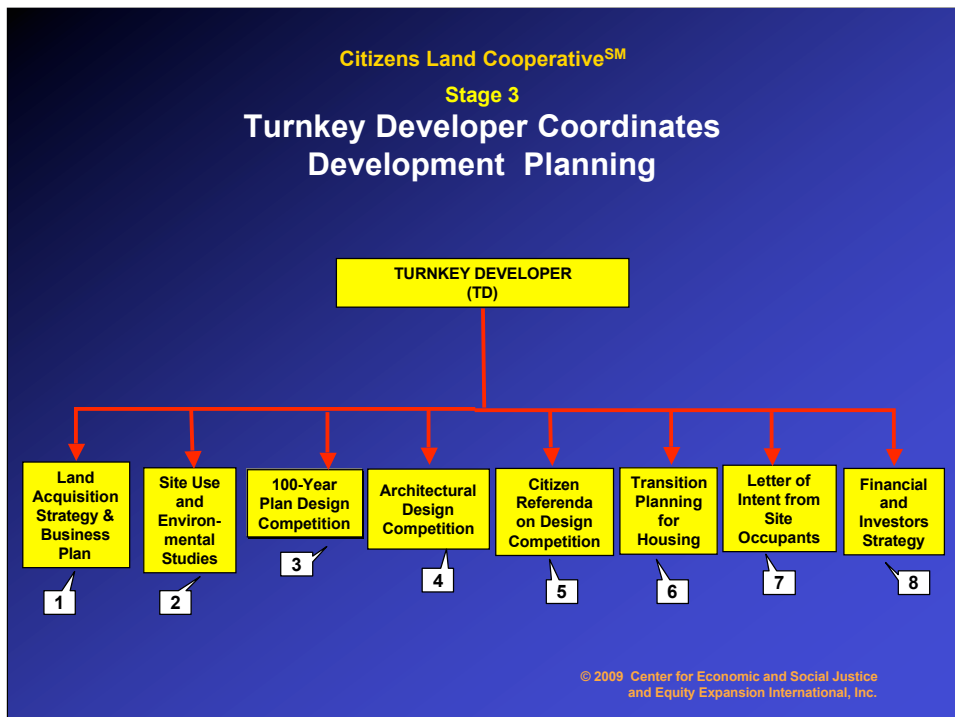 Citizens Land Cooperative℠
Stage 3
Turnkey Developer Coordinates
Development Planning
TURNKEY DEVELOPER
(TD)
Land
Acquisition
Strategy &
Business
Plan
1
Site Use
and
Environ-
mental
Studies
2
100-Year
Plan Design
Competition
3
Architectural
Design
Competition
4
Citizen
Referenda
on Design
Competition
5
Transition
Planning
for
Housing
6
Letter of
Intent from
Site
Occupants
7
Financial
and
Investors
Strategy
8
© 2009 Center for Economic and Social Justice
and Equity Expansion International, Inc.